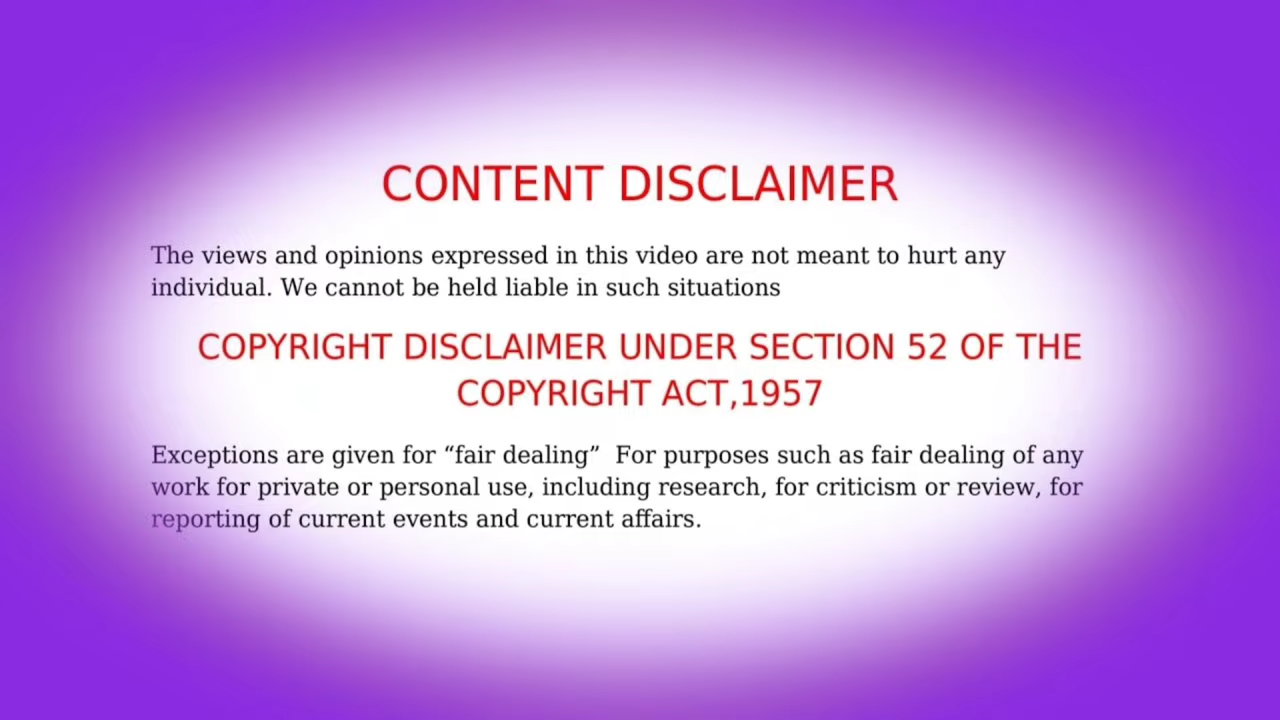 CONTENT DISCLAIMER
The views and opinions expressed in this video are not meant to hurt any
individual. We cannot be held liable in such situations
COPYRIGHT DISCLAIMER UNDER SECTION 52 OF THE
COPYRIGHT ACT,1957
Exceptions are given for “fair dealing”  For purposes such as fair dealing of any
work for private or personal use, including research, for criticism or review, for
reporting of current events and current affairs.